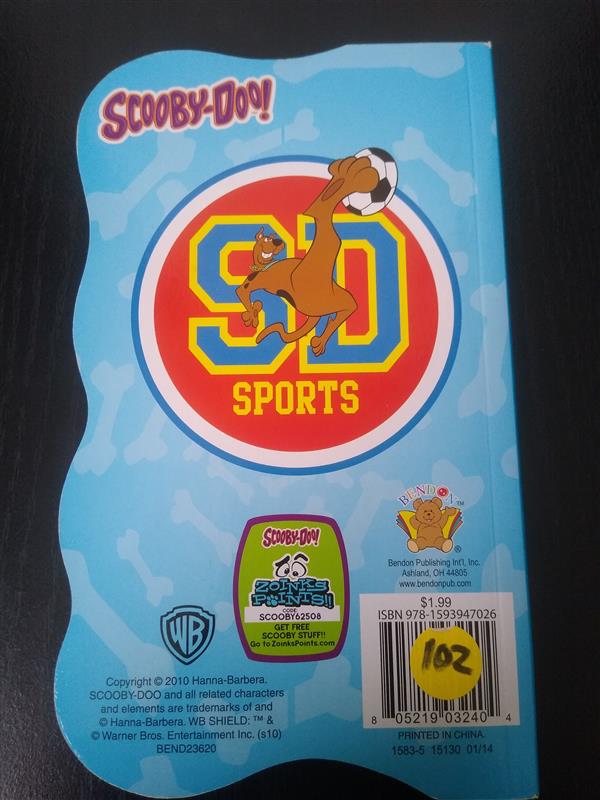 SCOOBY-DOO!
SD
SPORTS
BENDON™
®
Bendon Publishing Int'l, Inc.
Ashland, OH 44805
www.bendonpub.com
SCOOBY-DOO!
ZOINKS
POINTS!!
CODE
SCOOBY62508
GET FREE
SCOOBY STUFF!!
Go to ZoinksPoints.com
$1.99
ISBN 978-1593947026
102
8 05219 03240 4
PRINTED IN CHINA.
1583-5 15130 01/14
WB
Copyright © 2010 Hanna-Barbera.
SCOOBY-DOO and all related characters
and elements are trademarks of and
© Hanna-Barbera. WB SHIELD: ™ &
© Warner Bros. Entertainment Inc. (s10)
BEND23620